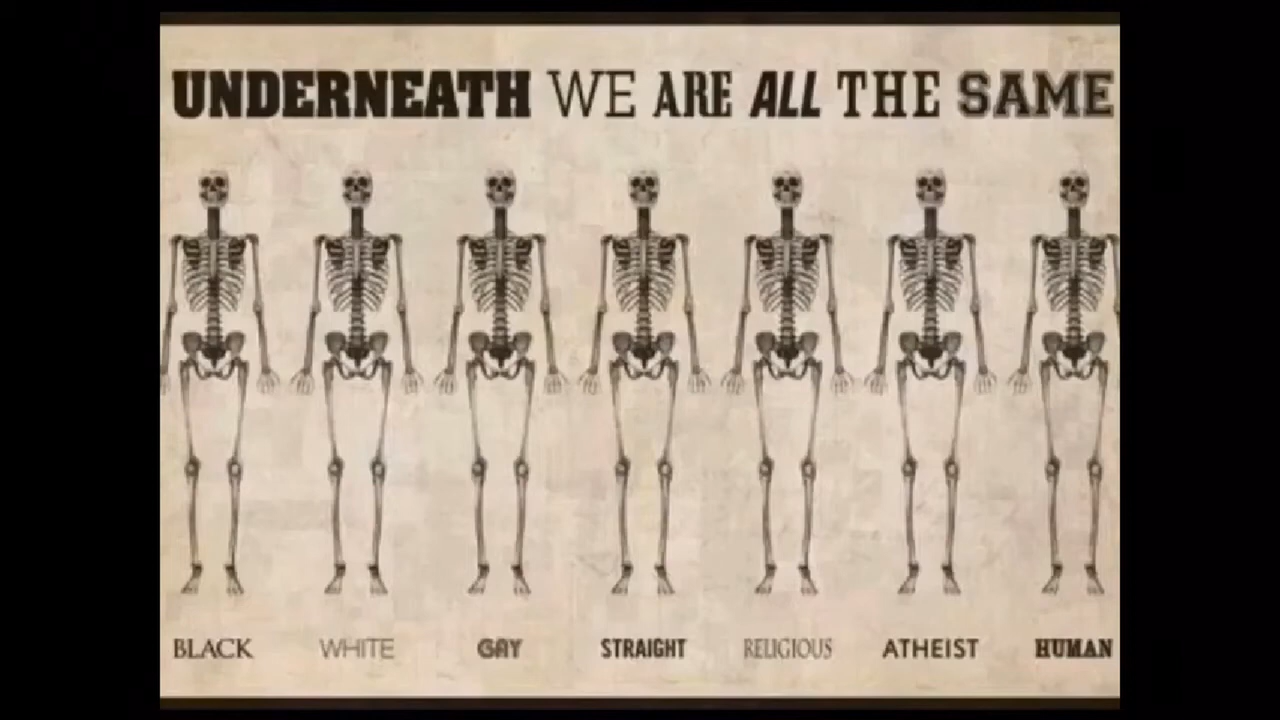 UNDERNEATH WE ARE ALL THE SAME
BLACK WHITE GAY STRAIGHT RELIGIOUS ATHEIST HUMAN